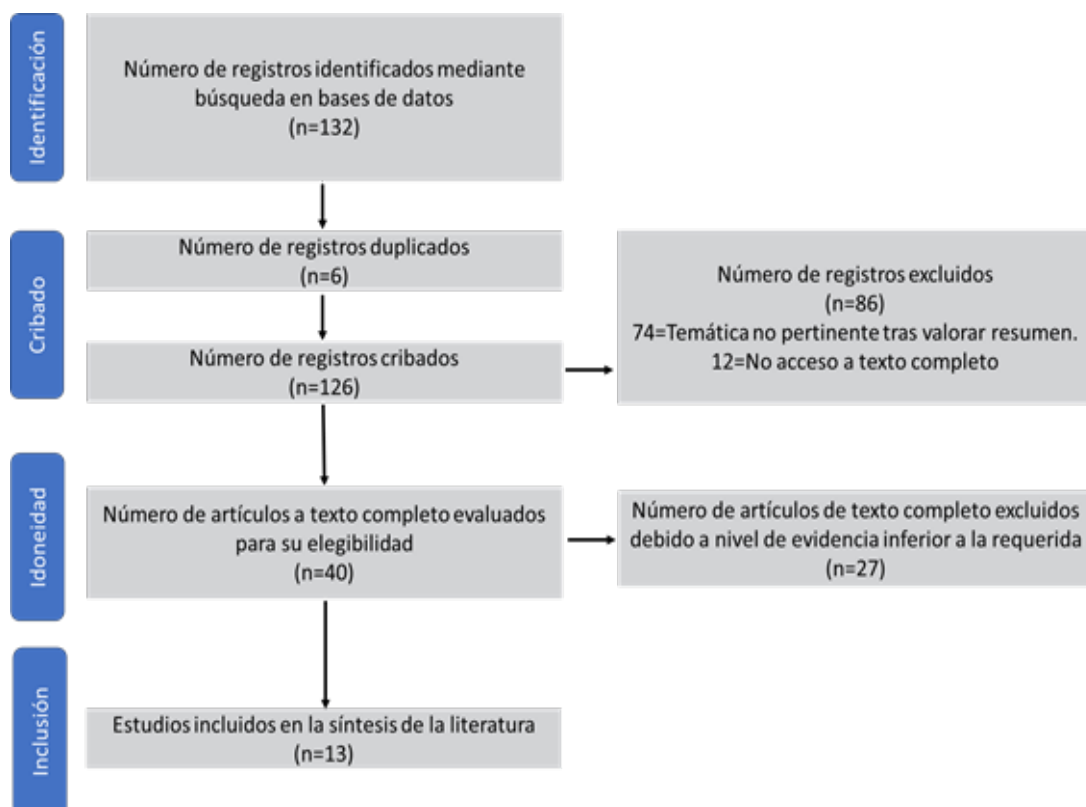 Identificación
Número de registros identificados mediante
búsqueda en bases de datos
(n=132)
Cribado
Número de registros duplicados
(n=6)
Número de registros cribados
(n=126)
Número de registros excluidos
(n=86)
74=Temática no pertinente tras valorar resumen.
12=No acceso a texto completo
Idoneidad
Número de artículos a texto completo evaluados
para su elegibilidad
(n=40)
Número de artículos de texto completo excluidos
debido a nivel de evidencia inferior a la requerida
(n=27)
Inclusión
Estudios incluidos en la síntesis de la literatura
(n=13)